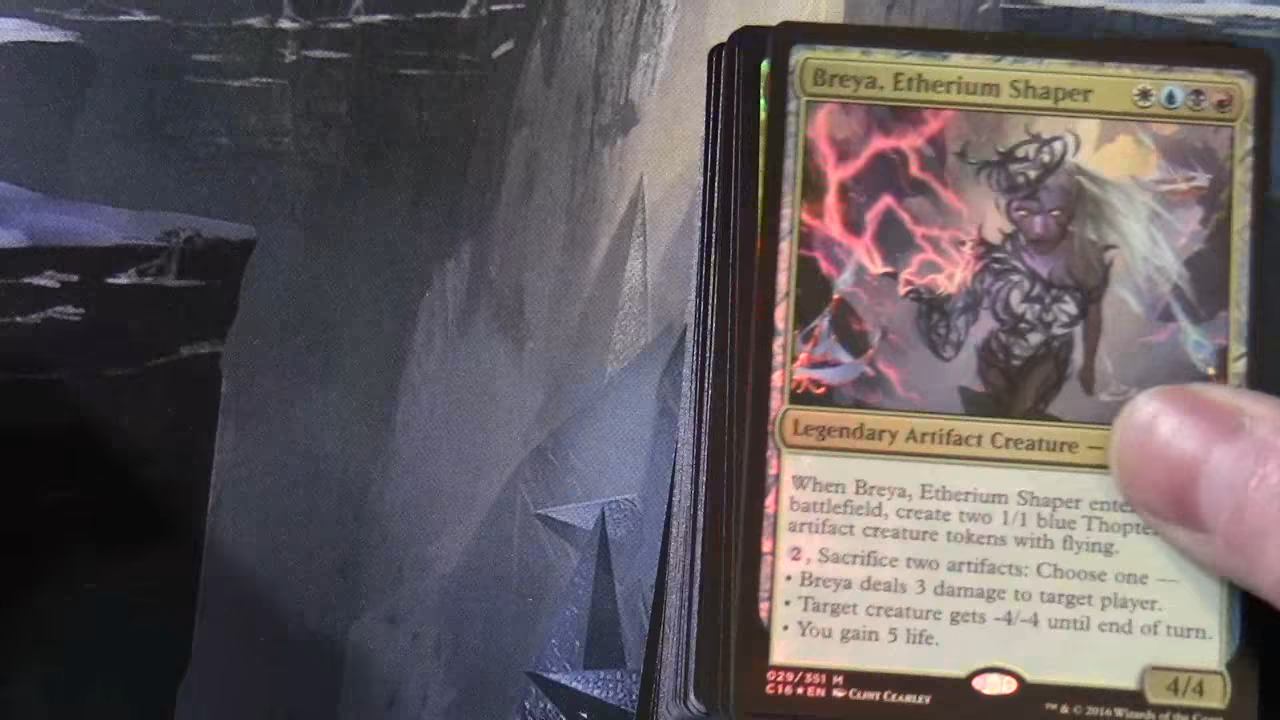 Breya, Etherium Shaper
Legendary Artifact Creature —
When Breya, Etherium Shaper ente
battlefield, create two 1/1 blue Thopte
artifact creature tokens with flying.
2, Sacrifice two artifacts: Choose one —
• Breya deals 3 damage to target player.
• Target creature gets -4/-4 until end of turn.
• You gain 5 life.
4/4
029/351 M
C16 ★ EN Clint Cearley
™ & © 2016 Wizards of the